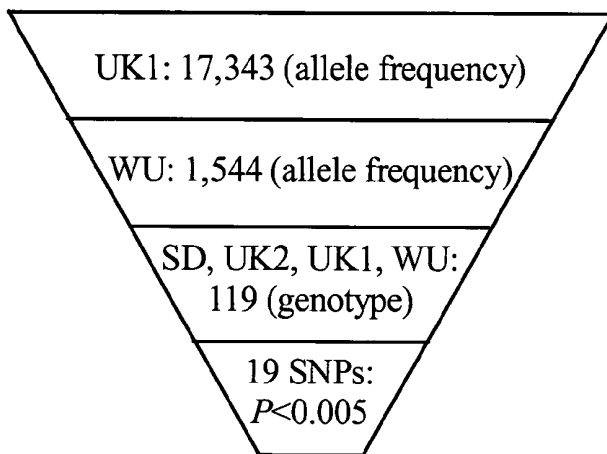 UK1: 17,343 (allele frequency)
WU: 1,544 (allele frequency)
SD, UK2, UK1, WU:
119 (genotype)
19 SNPs:
P<0.005